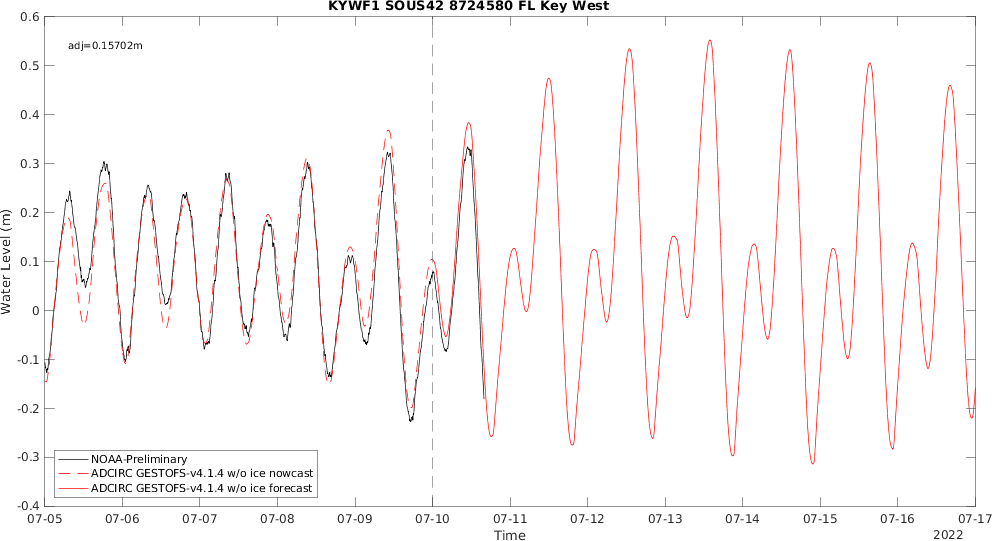 KYWF1 SOUS42 8724580 FL Key West
adj=0.15702m
Water Level (m)
0.6
0.5
0.4
0.3
0.2
0.1
0
-0.1
-0.2
-0.3
-0.4
NOAA-Preliminary
ADCIRC GESTOFS-v4.1.4 w/o ice nowcast
ADCIRC GESTOFS-v4.1.4 w/o ice forecast
07-05 07-06 07-07 07-08 07-09 07-10 07-11 07-12 07-13 07-14 07-15 07-16 07-17
Time
2022